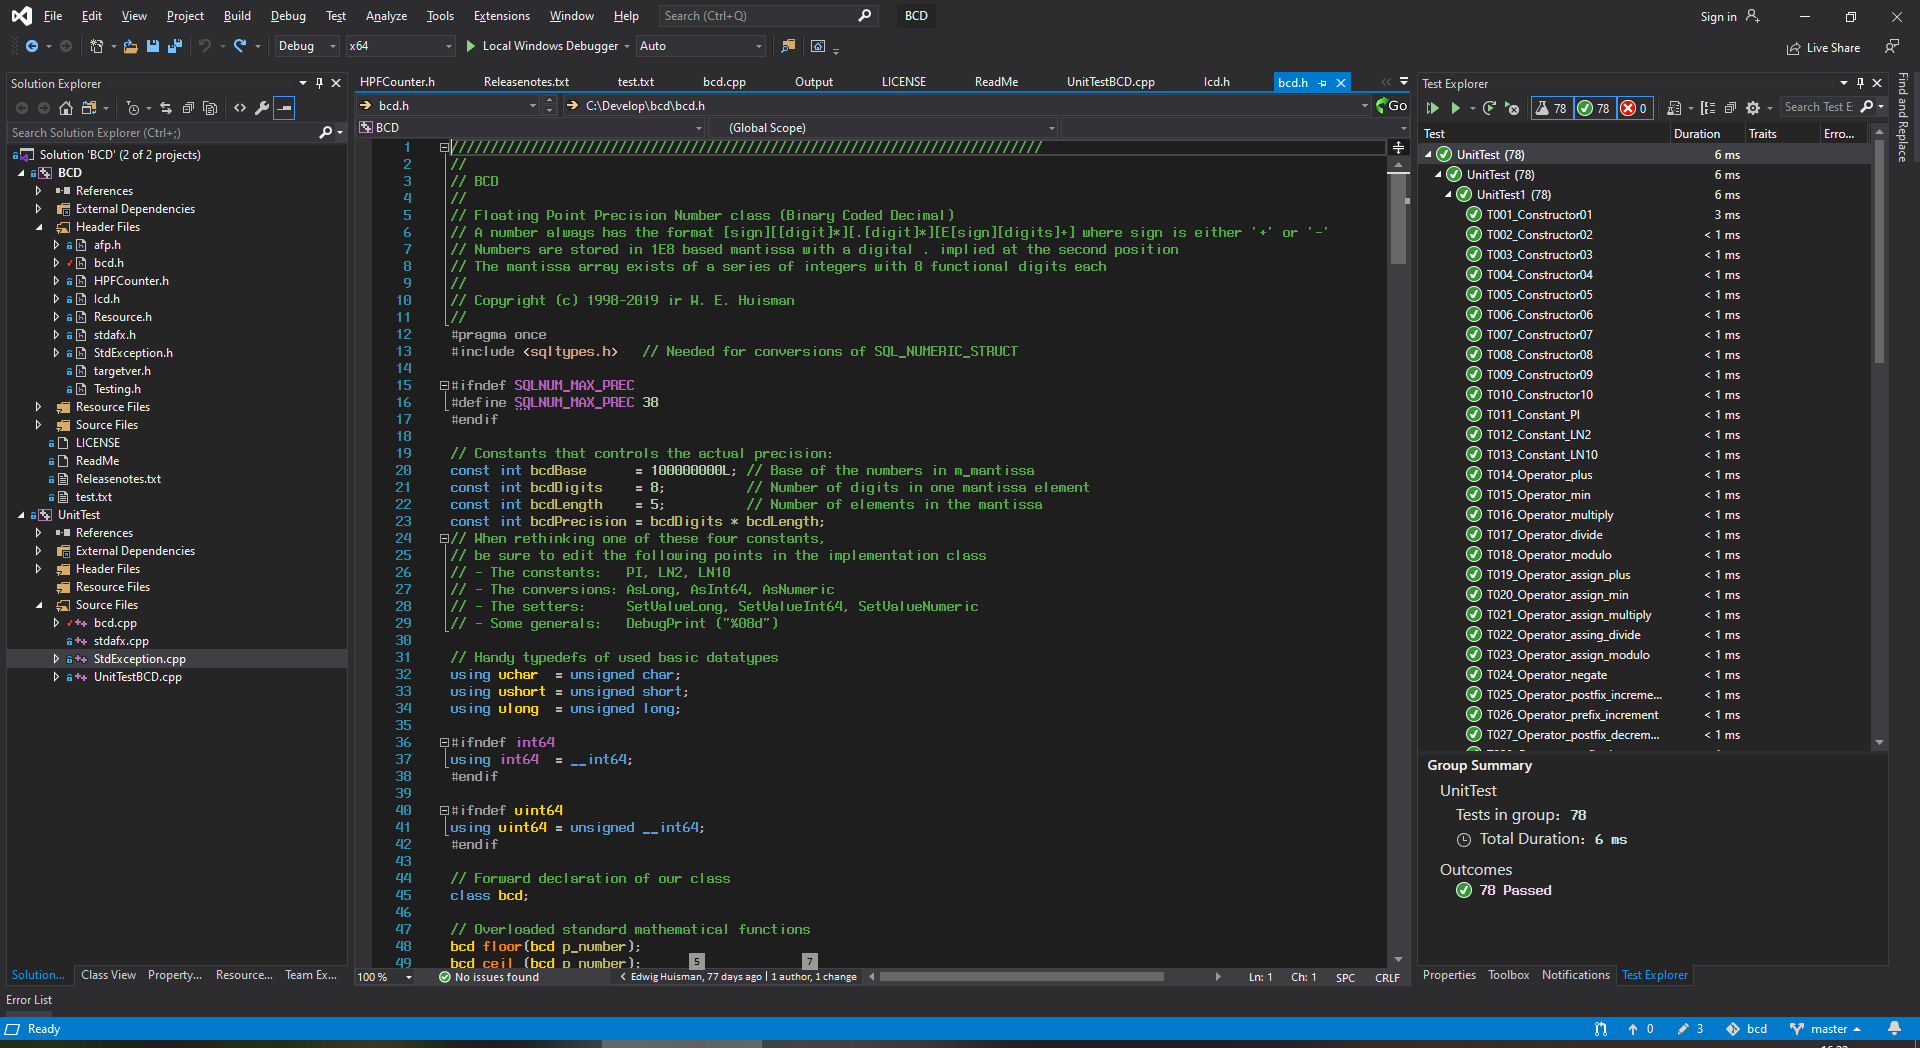 File Edit View Project Build Debug Test Analyze Tools Extensions Window Help Search (Ctrl+Q) BCD Sign in
Debug x64 Local Windows Debugger Auto Live Share
Solution Explorer
Search Solution Explorer (Ctrl+;)
Solution 'BCD' (2 of 2 projects)
BCD
References
External Dependencies
Header Files
afp.h
bcd.h
HPFCounter.h
lcd.h
Resource.h
stdafx.h
StdException.h
targetver.h
Testing.h
Resource Files
Source Files
LICENSE
ReadMe
Releasenotes.txt
test.txt
UnitTest
References
External Dependencies
Header Files
Resource Files
Source Files
bcd.cpp
stdafx.cpp
StdException.cpp
UnitTestBCD.cpp
Solution... Class View Property... Resource... Team Ex...
HPFCounter.h Releasenotes.txt test.txt bcd.cpp Output LICENSE ReadMe UnitTestBCD.cpp lcd.h bcd.h
bcd.h C:\Develop\bcd\bcd.h Go
BCD (Global Scope)
1 /////////////////////////////////////////////////////////////////////////
2 //
3 // BCD
4 //
5 // Floating Point Precision Number class (Binary Coded Decimal)
6 // A number always has the format [sign][[digit]*][.[digit]*][E[sign][digits]+] where sign is either '+' or '-'
7 // Numbers are stored in 1E8 based mantissa with a digital . implied at the second position
8 // The mantissa array exists of a series of integers with 8 functional digits each
9 //
10 // Copyright (c) 1998-2019 ir W. E. Huisman
11 //
12 #pragma once
13 #include <sqltypes.h>   // Needed for conversions of SQL_NUMERIC_STRUCT
14
15 #ifndef SQLNUM_MAX_PREC
16 #define SQLNUM_MAX_PREC 38
17 #endif
18
19 // Constants that controls the actual precision:
20 const int bcdBase      = 100000000L; // Base of the numbers in m_mantissa
21 const int bcdDigits    = 8;          // Number of digits in one mantissa element
22 const int bcdLength    = 5;          // Number of elements in the mantissa
23 const int bcdPrecision = bcdDigits * bcdLength;
24 // When rethinking one of these four constants,
25 // be sure to edit the following points in the implementation class
26 // - The constants:   PI, LN2, LN10
27 // - The conversions: AsLong, AsInt64, AsNumeric
28 // - The setters:     SetValueLong, SetValueInt64, SetValueNumeric
29 // - Some generals:   DebugPrint ("%08d")
30
31 // Handy typedefs of used basic datatypes
32 using uchar  = unsigned char;
33 using ushort = unsigned short;
34 using ulong  = unsigned long;
35
36 #ifndef int64
37 using int64  = __int64;
38 #endif
39
40 #ifndef uint64
41 using uint64 = unsigned __int64;
42 #endif
43
44 // Forward declaration of our class
45 class bcd;
46
47 // Overloaded standard mathematical functions
48 bcd floor(bcd p_number);
49 bcd ceil (bcd p_number);
5 7
100 % No issues found Edwig Huisman, 77 days ago | 1 author, 1 change Ln: 1 Ch: 1 SPC CRLF
Test Explorer
78 78 0 Search Test E
Test Duration Traits Erro...
UnitTest (78) 6 ms
UnitTest (78) 6 ms
UnitTest1 (78) 6 ms
T001_Constructor01 3 ms
T002_Constructor02 < 1 ms
T003_Constructor03 < 1 ms
T004_Constructor04 < 1 ms
T005_Constructor05 < 1 ms
T006_Constructor06 < 1 ms
T007_Constructor07 < 1 ms
T008_Constructor08 < 1 ms
T009_Constructor09 < 1 ms
T010_Constructor10 < 1 ms
T011_Constant_PI < 1 ms
T012_Constant_LN2 < 1 ms
T013_Constant_LN10 < 1 ms
T014_Operator_plus < 1 ms
T015_Operator_min < 1 ms
T016_Operator_multiply < 1 ms
T017_Operator_divide < 1 ms
T018_Operator_modulo < 1 ms
T019_Operator_assign_plus < 1 ms
T020_Operator_assign_min < 1 ms
T021_Operator_assign_multiply < 1 ms
T022_Operator_assing_divide < 1 ms
T023_Operator_assign_modulo < 1 ms
T024_Operator_negate < 1 ms
T025_Operator_postfix_increme... < 1 ms
T026_Operator_prefix_increment < 1 ms
T027_Operator_postfix_decrem... < 1 ms
Group Summary
UnitTest
Tests in group: 78
Total Duration: 6 ms
Outcomes
78 Passed
Properties Toolbox Notifications Test Explorer
Find and Replace
Error List
Ready 0 3 bcd master